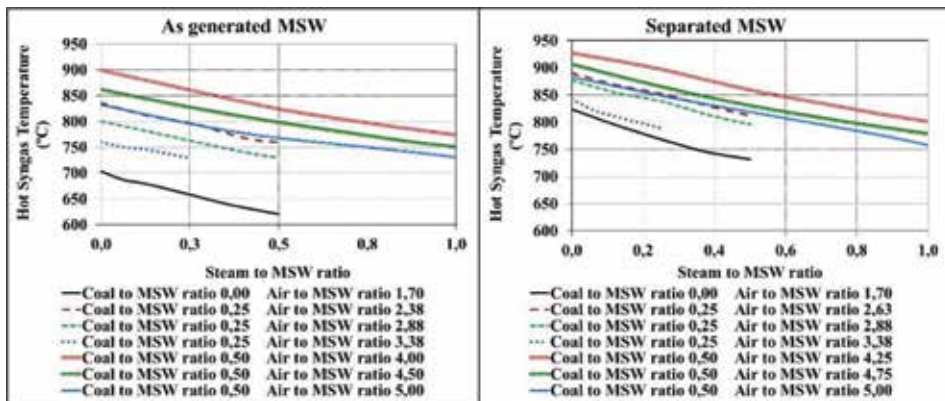 As generated MSW
Hot Syngas Temperature
(°C)
950
900
850
800
750
700
650
600
0,0
0,3
0,5
0,8
1,0
Steam to MSW ratio
Coal to MSW ratio 0,00 Air to MSW ratio 1,70
Coal to MSW ratio 0,25 Air to MSW ratio 2,38
Coal to MSW ratio 0,25 Air to MSW ratio 2,88
Coal to MSW ratio 0,25 Air to MSW ratio 3,38
Coal to MSW ratio 0,50 Air to MSW ratio 4,00
Coal to MSW ratio 0,50 Air to MSW ratio 4,50
Coal to MSW ratio 0,50 Air to MSW ratio 5,00
Separated MSW
Hot Syngas Temperature
(°C)
950
900
850
800
750
700
650
600
0,0
0,2
0,4
0,6
0,8
1,0
Steam to MSW ratio
Coal to MSW ratio 0,00 Air to MSW ratio 1,70
Coal to MSW ratio 0,25 Air to MSW ratio 2,63
Coal to MSW ratio 0,25 Air to MSW ratio 2,88
Coal to MSW ratio 0,25 Air to MSW ratio 3,38
Coal to MSW ratio 0,50 Air to MSW ratio 4,25
Coal to MSW ratio 0,50 Air to MSW ratio 4,75
Coal to MSW ratio 0,50 Air to MSW ratio 5,00